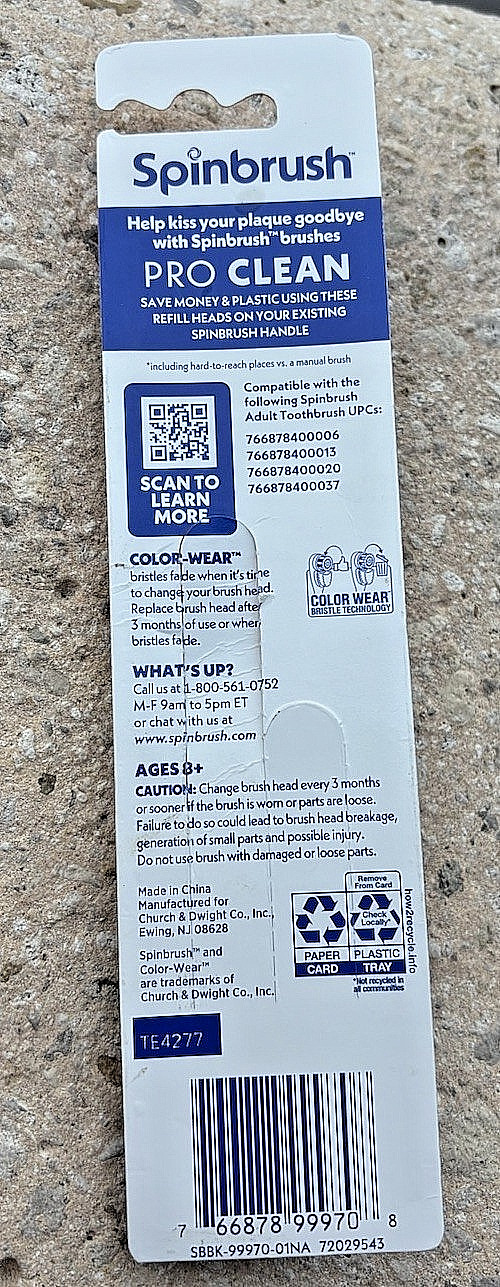 Spinbrush™
Help kiss your plaque goodbye
with Spinbrush™ brushes
PRO CLEAN
SAVE MONEY & PLASTIC USING THESE
REFILL HEADS ON YOUR EXISTING
SPINBRUSH HANDLE
*including hard-to-reach places vs. a manual brush
SCAN TO
LEARN
MORE
Compatible with the
following Spinbrush
Adult Toothbrush UPCs:
766878400006
766878400013
766878400020
766878400037
COLOR-WEAR™
bristles fade when it's time
to change your brush head.
Replace brush head after
3 months of use or when
bristles fade.
COLOR WEAR™
BRISTLE TECHNOLOGY
WHAT'S UP?
Call us at 1-800-561-0752
M-F 9am to 5pm ET
or chat with us at
www.spinbrush.com
AGES 8+
CAUTION: Change brush head every 3 months
or sooner if the brush is worn or parts are loose.
Failure to do so could lead to brush head breakage,
generation of small parts and possible injury.
Do not use brush with damaged or loose parts.
Made in China
Manufactured for
Church & Dwight Co., Inc.,
Ewing, NJ 08628
Spinbrush™ and
Color-Wear™
are trademarks of
Church & Dwight Co., Inc.
Remove
From Card
Check
Locally*
PAPER
CARD
PLASTIC
TRAY
*Not recycled in
all communities
how2recycle.info
TE4277
7 66878 99970 8
SBBK-99970-01NA 72029543